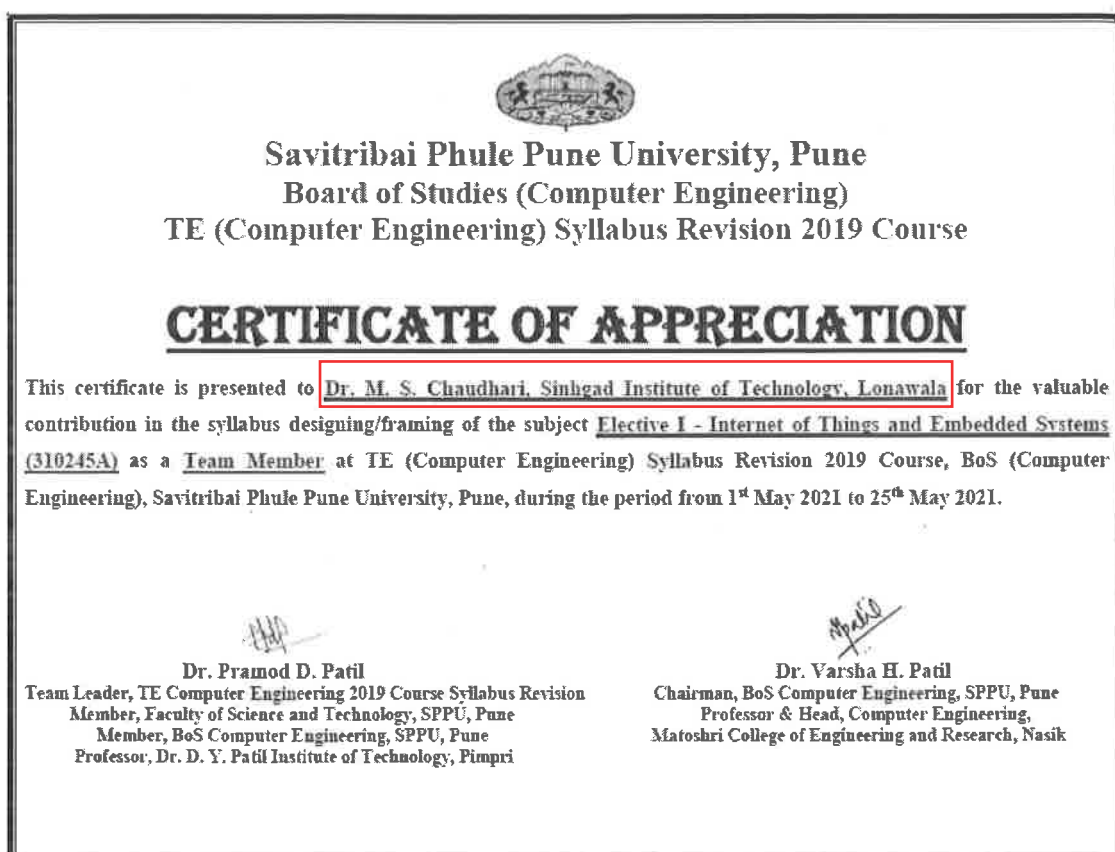 Savitribai Phule Pune University, Pune
Board of Studies (Computer Engineering)
TE (Computer Engineering) Syllabus Revision 2019 Course
CERTIFICATE OF APPRECIATION
This certificate is presented to Dr. M. S. Chaudhari, Sinhgad Institute of Technology, Lonawala for the valuable
contribution in the syllabus designing/framing of the subject Elective I - Internet of Things and Embedded Systems
(310245A) as a Team Member at TE (Computer Engineering) Syllabus Revision 2019 Course, BoS (Computer
Engineering), Savitribai Phule Pune University, Pune, during the period from 1st May 2021 to 25th May 2021.
Dr. Pramod D. Patil
Team Leader, TE Computer Engineering 2019 Course Syllabus Revision
Member, Faculty of Science and Technology, SPPU, Pune
Member, BoS Computer Engineering, SPPU, Pune
Professor, Dr. D. Y. Patil Institute of Technology, Pimpri
Dr. Varsha H. Patil
Chairman, BoS Computer Engineering, SPPU, Pune
Professor & Head, Computer Engineering,
Matoshri College of Engineering and Research, Nasik